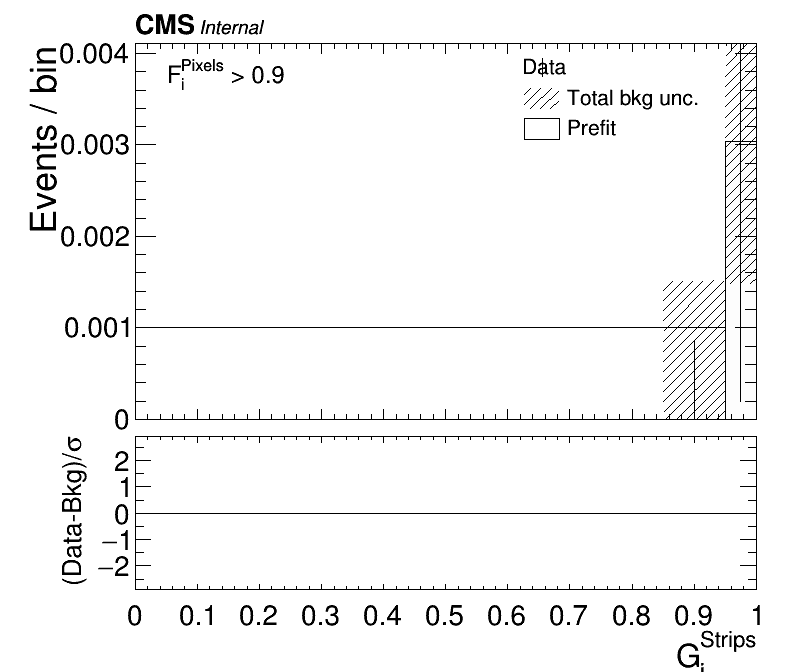 CMS Internal
F_i^Pixels > 0.9
Data
Total bkg unc.
Prefit
Events / bin
0.004
0.003
0.002
0.001
0
(Data-Bkg)/σ
2
1
0
−1
−2
0 0.1 0.2 0.3 0.4 0.5 0.6 0.7 0.8 0.9 1
G_i^Strips